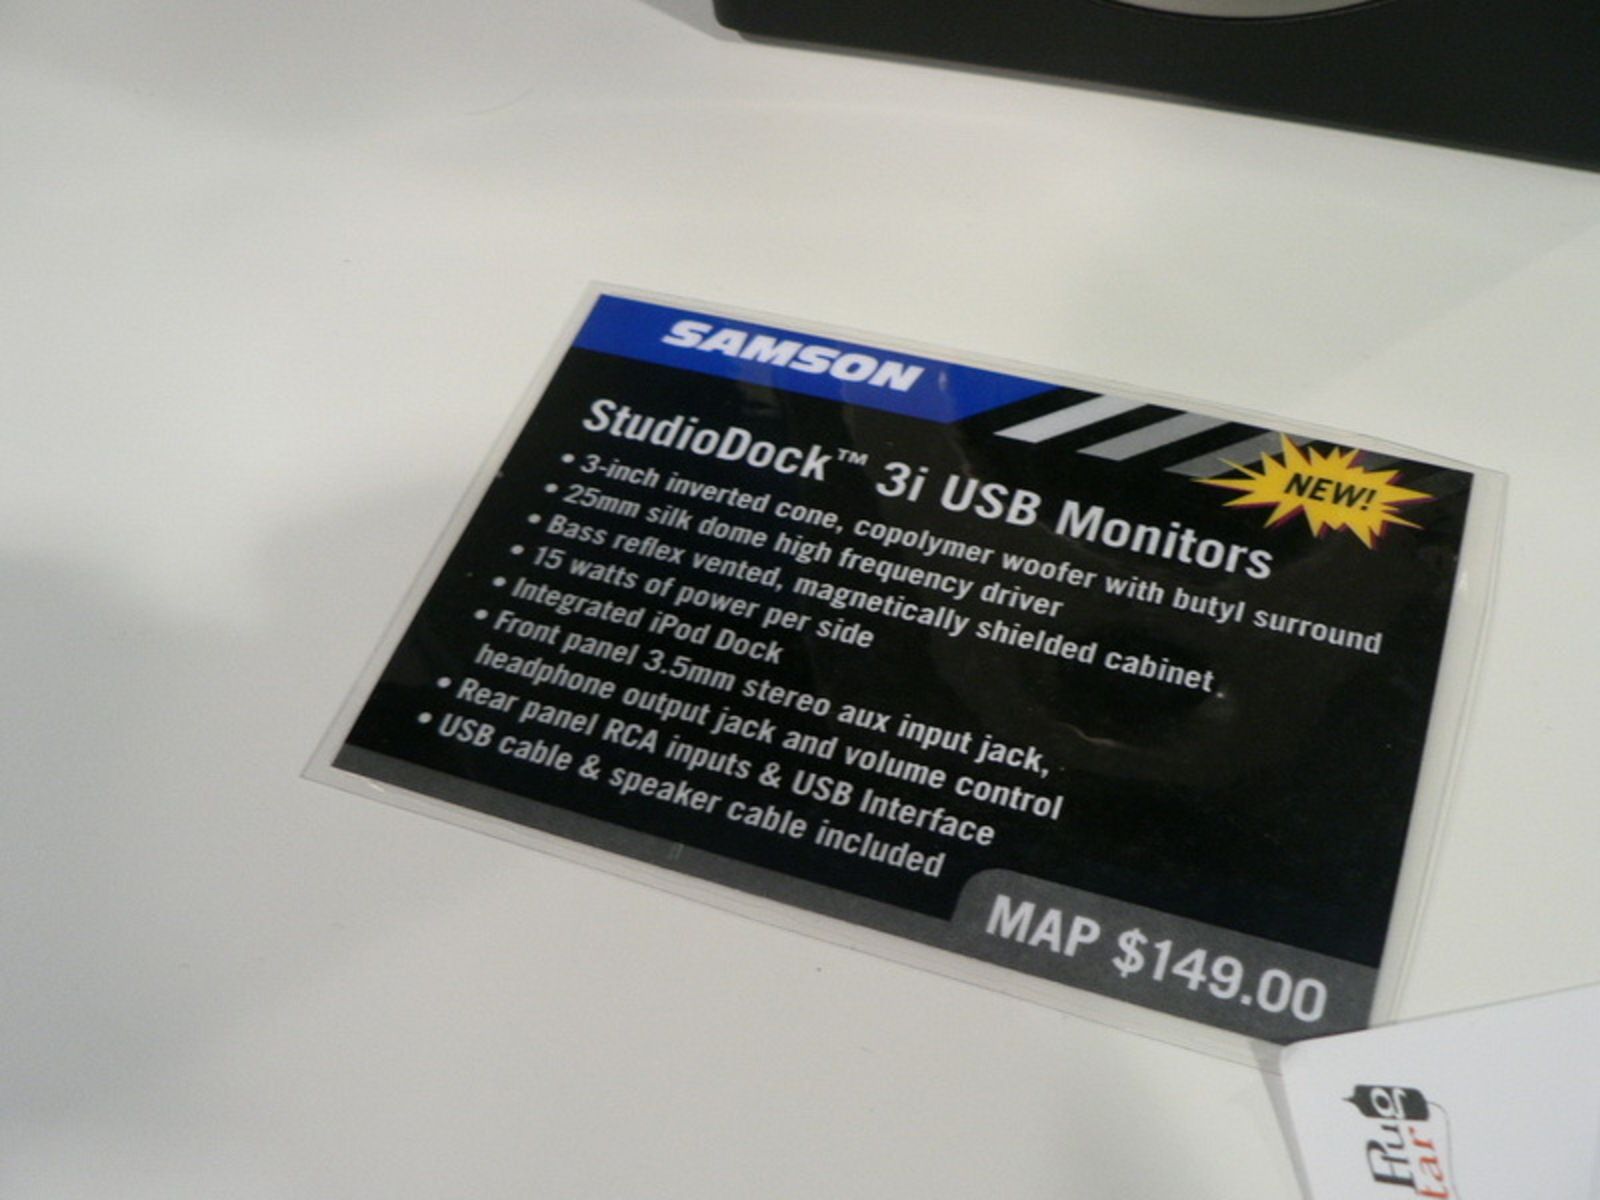 SAMSON
StudioDock™ 3i USB Monitors
NEW!
• 3-inch inverted cone, copolymer woofer with butyl surround
• 25mm silk dome high frequency driver
• Bass reflex vented, magnetically shielded cabinet.
• 15 watts of power per side
• Integrated iPod Dock
• Front panel 3.5mm stereo aux input jack,
headphone output jack and volume control
• Rear panel RCA inputs & USB Interface
• USB cable & speaker cable included
MAP $149.00
Plug
tar